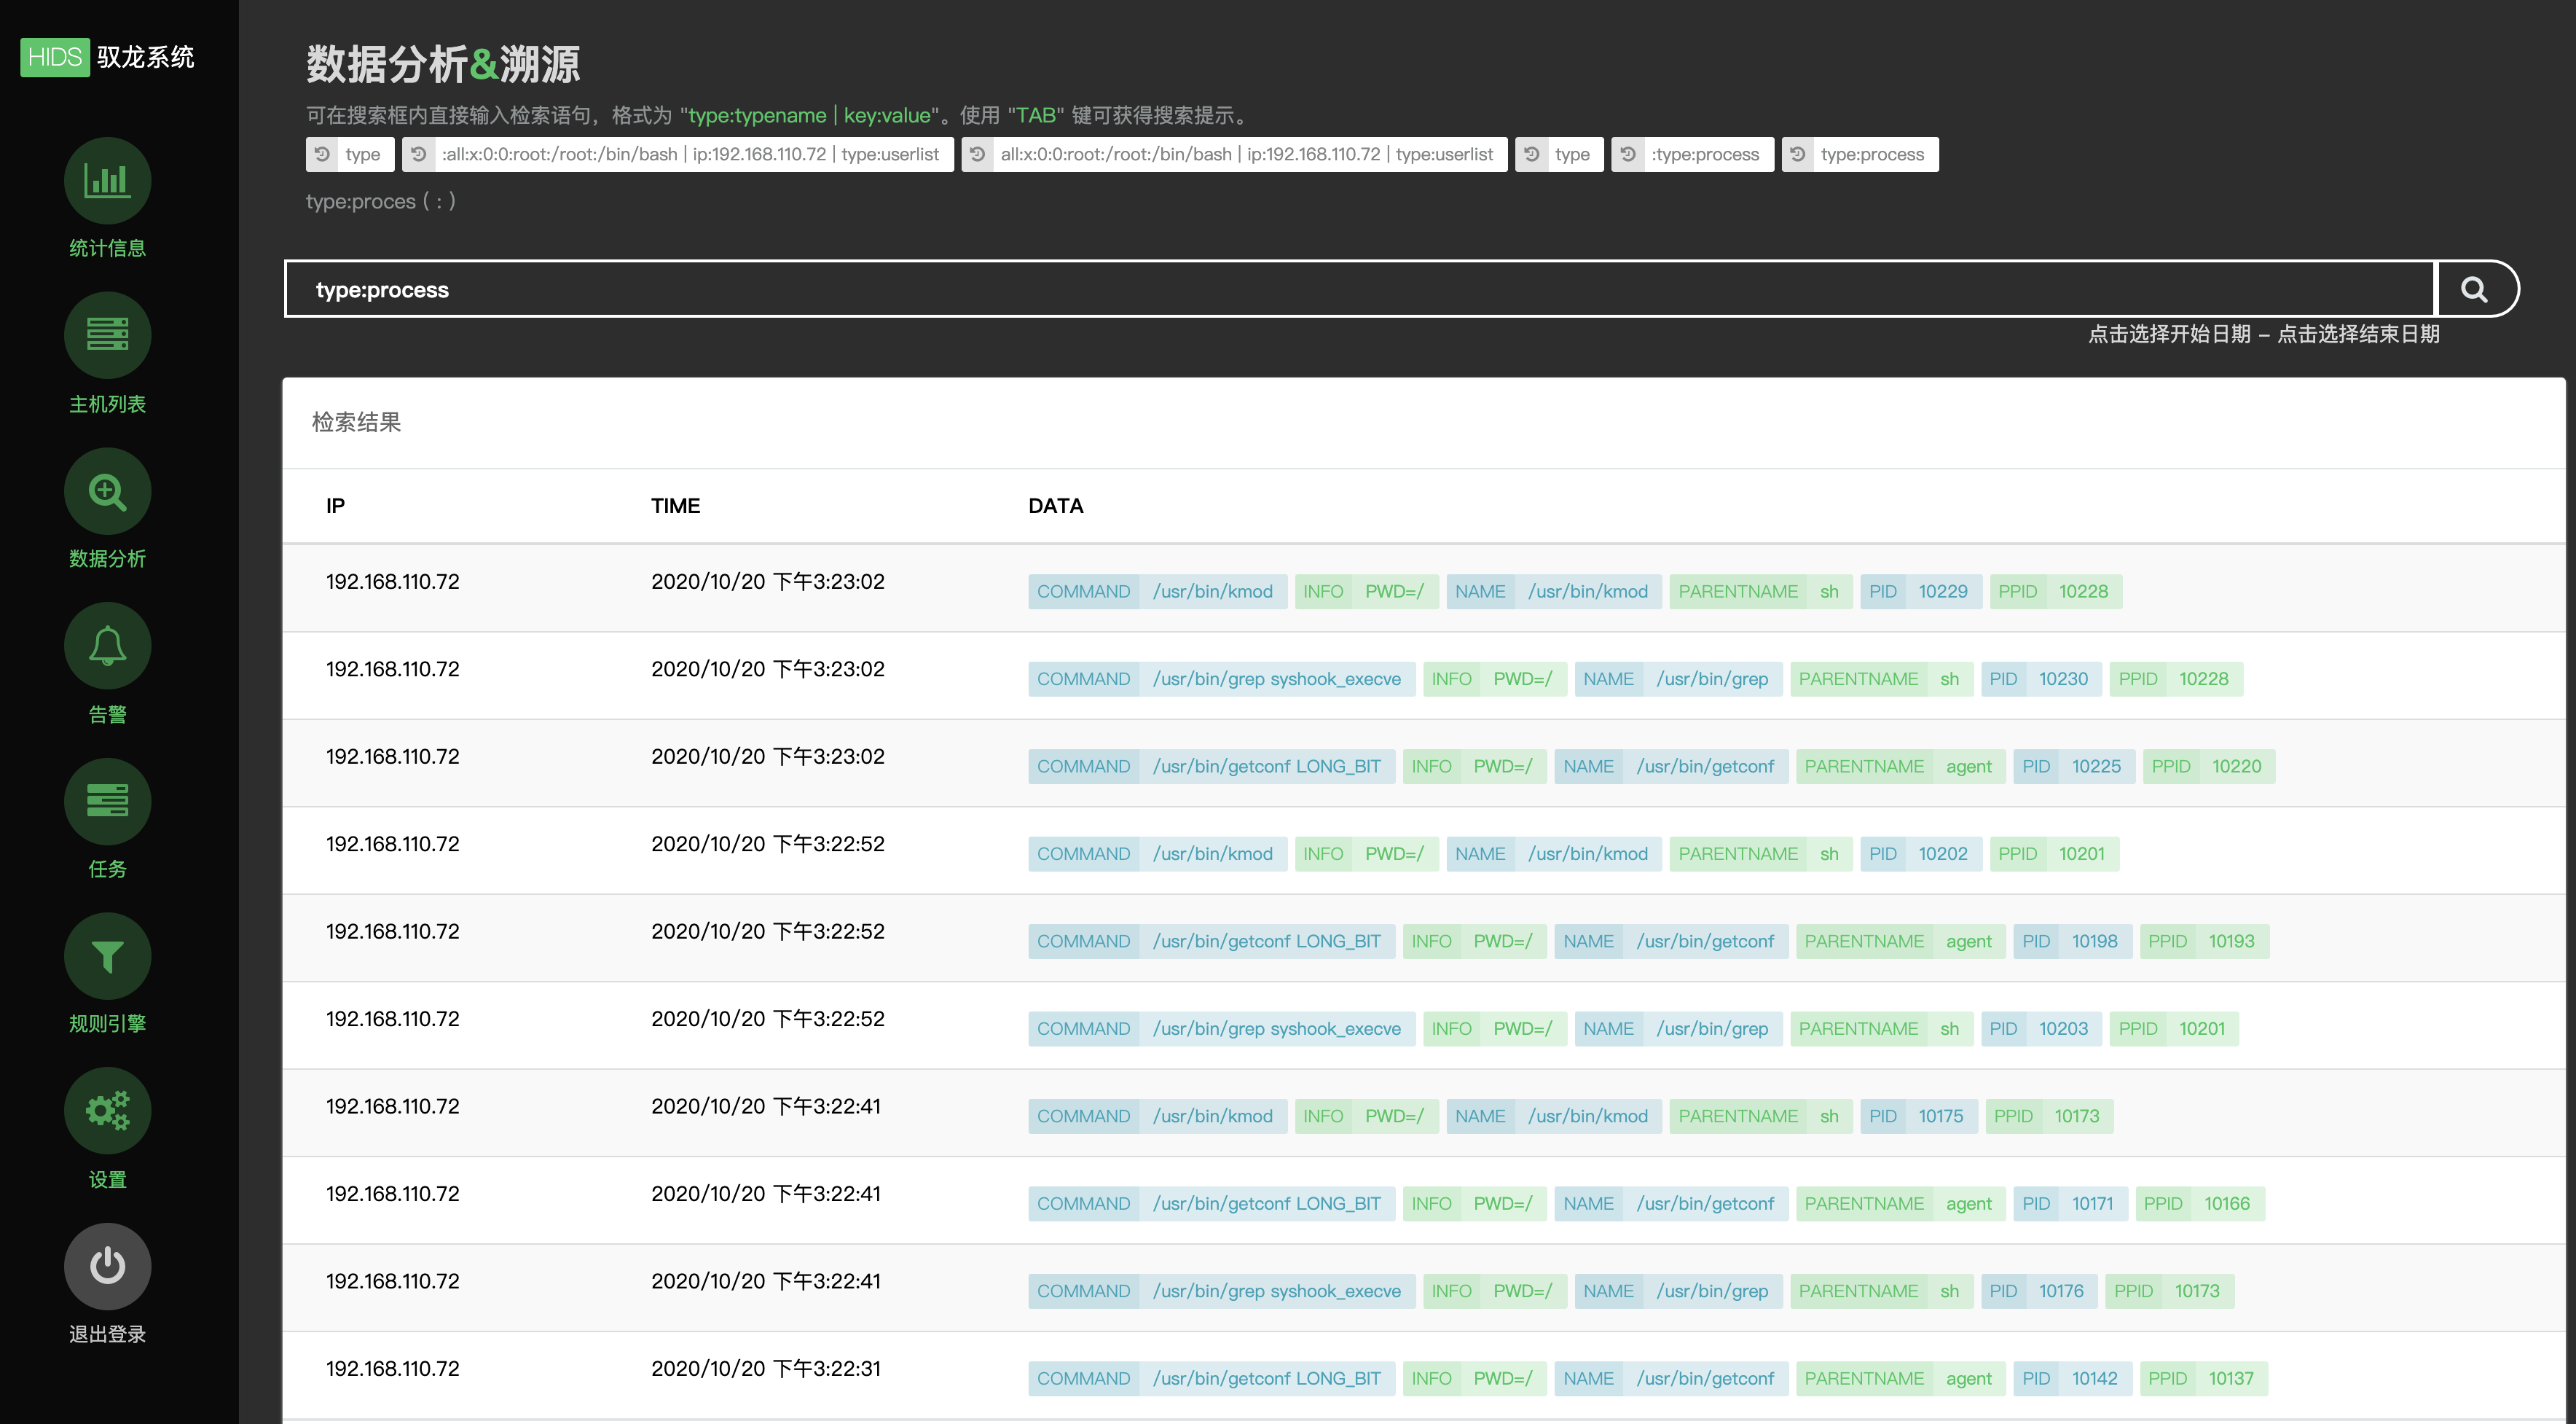 HIDS 驭龙系统
统计信息
主机列表
数据分析
告警
任务
规则引擎
设置
退出登录
数据分析&溯源
可在搜索框内直接输入检索语句，格式为 "type:typename | key:value"。使用 "TAB" 键可获得搜索提示。
type :all:x:0:0:root:/root:/bin/bash | ip:192.168.110.72 | type:userlist all:x:0:0:root:/root:/bin/bash | ip:192.168.110.72 | type:userlist type :type:process type:process
type:proces ( : )
type:process
点击选择开始日期 – 点击选择结束日期
检索结果
IP TIME DATA
192.168.110.72 2020/10/20 下午3:23:02 COMMAND /usr/bin/kmod INFO PWD=/ NAME /usr/bin/kmod PARENTNAME sh PID 10229 PPID 10228
192.168.110.72 2020/10/20 下午3:23:02 COMMAND /usr/bin/grep syshook_execve INFO PWD=/ NAME /usr/bin/grep PARENTNAME sh PID 10230 PPID 10228
192.168.110.72 2020/10/20 下午3:23:02 COMMAND /usr/bin/getconf LONG_BIT INFO PWD=/ NAME /usr/bin/getconf PARENTNAME agent PID 10225 PPID 10220
192.168.110.72 2020/10/20 下午3:22:52 COMMAND /usr/bin/kmod INFO PWD=/ NAME /usr/bin/kmod PARENTNAME sh PID 10202 PPID 10201
192.168.110.72 2020/10/20 下午3:22:52 COMMAND /usr/bin/getconf LONG_BIT INFO PWD=/ NAME /usr/bin/getconf PARENTNAME agent PID 10198 PPID 10193
192.168.110.72 2020/10/20 下午3:22:52 COMMAND /usr/bin/grep syshook_execve INFO PWD=/ NAME /usr/bin/grep PARENTNAME sh PID 10203 PPID 10201
192.168.110.72 2020/10/20 下午3:22:41 COMMAND /usr/bin/kmod INFO PWD=/ NAME /usr/bin/kmod PARENTNAME sh PID 10175 PPID 10173
192.168.110.72 2020/10/20 下午3:22:41 COMMAND /usr/bin/getconf LONG_BIT INFO PWD=/ NAME /usr/bin/getconf PARENTNAME agent PID 10171 PPID 10166
192.168.110.72 2020/10/20 下午3:22:41 COMMAND /usr/bin/grep syshook_execve INFO PWD=/ NAME /usr/bin/grep PARENTNAME sh PID 10176 PPID 10173
192.168.110.72 2020/10/20 下午3:22:31 COMMAND /usr/bin/getconf LONG_BIT INFO PWD=/ NAME /usr/bin/getconf PARENTNAME agent PID 10142 PPID 10137